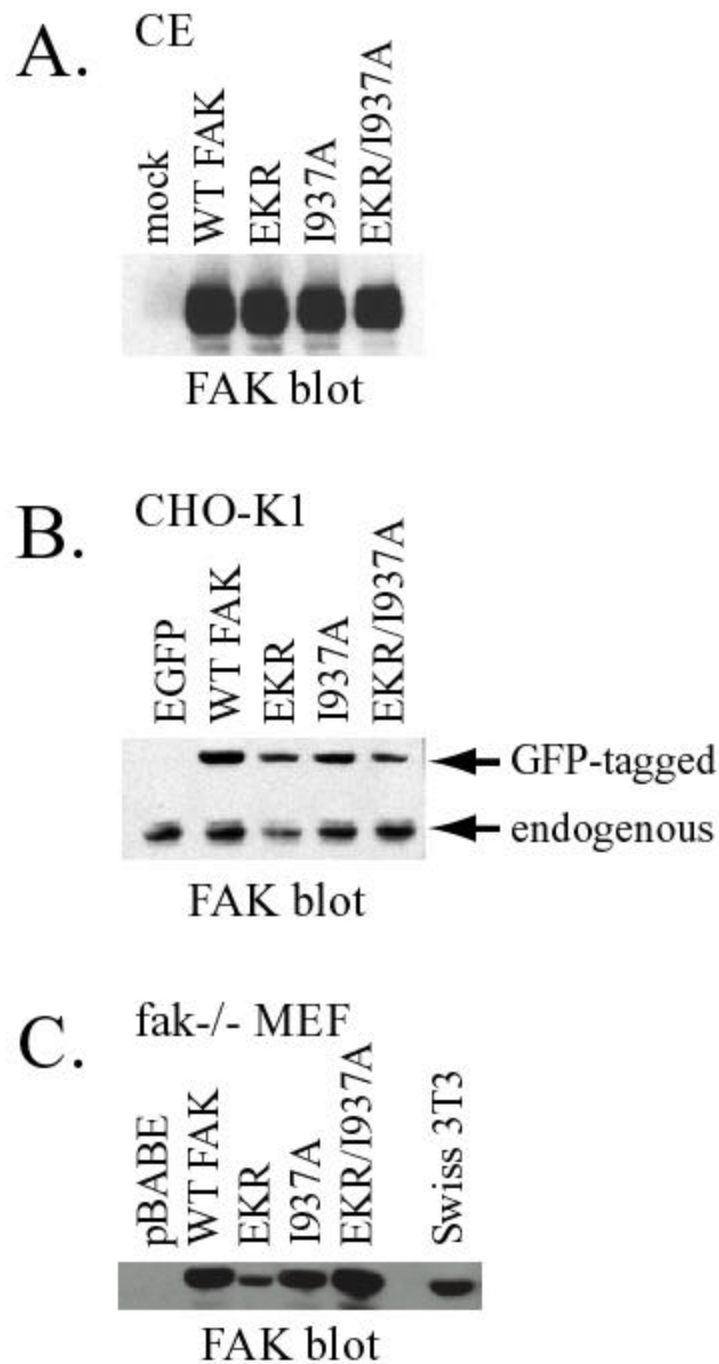 A.
CE
mock
WT FAK
EKR
I937A
EKR/I937A
FAK blot
B.
CHO-K1
EGFP
WT FAK
EKR
I937A
EKR/I937A
GFP-tagged
endogenous
FAK blot
C.
fak-/- MEF
pBABE
WT FAK
EKR
I937A
EKR/I937A
Swiss 3T3
FAK blot